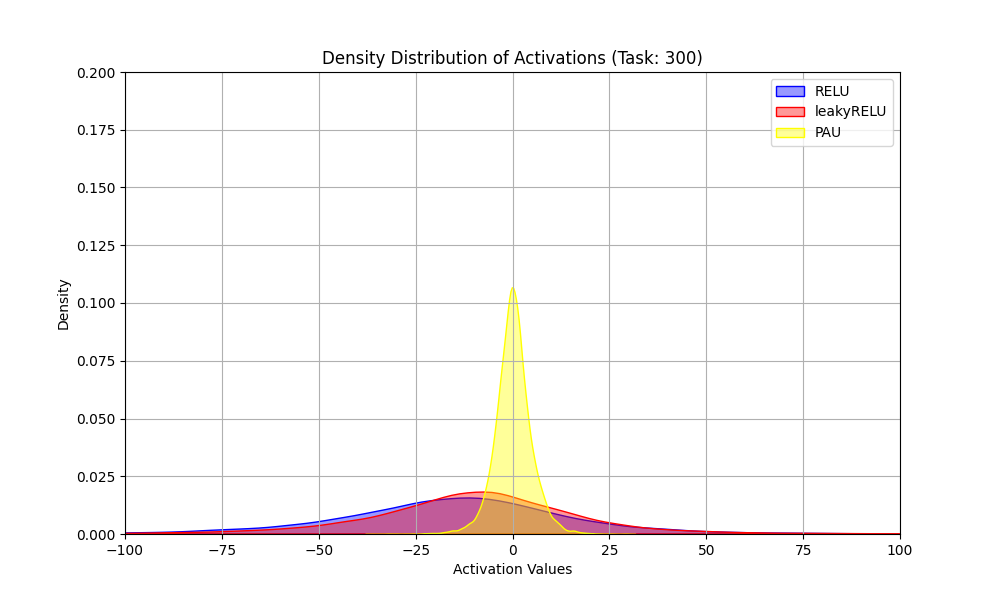 Density Distribution of Activations (Task: 300)
RELU
leakyRELU
PAU
Density
0.200
0.175
0.150
0.125
0.100
0.075
0.050
0.025
0.000
−100 −75 −50 −25 0 25 50 75 100
Activation Values